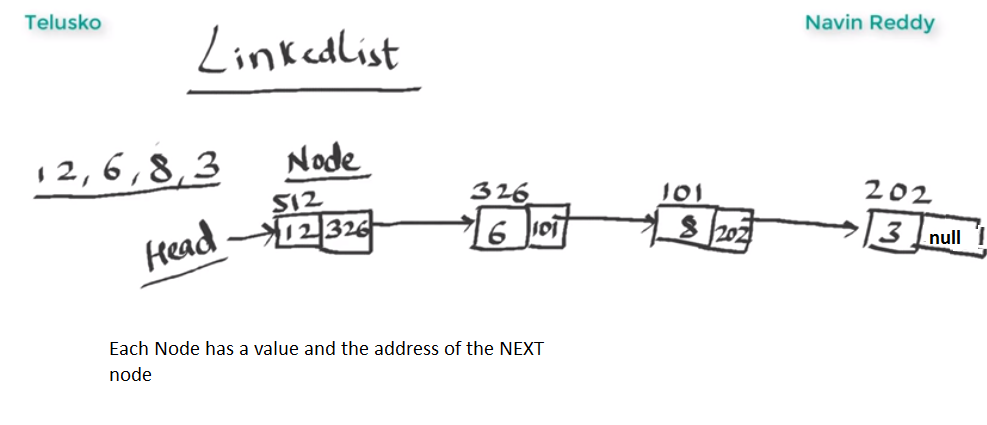 Telusko
Navin Reddy
LinkedList
12, 6, 8, 3
Node
512
326
101
202
Head
12 326
6 101
8 202
3 null
Each Node has a value and the address of the NEXT
node